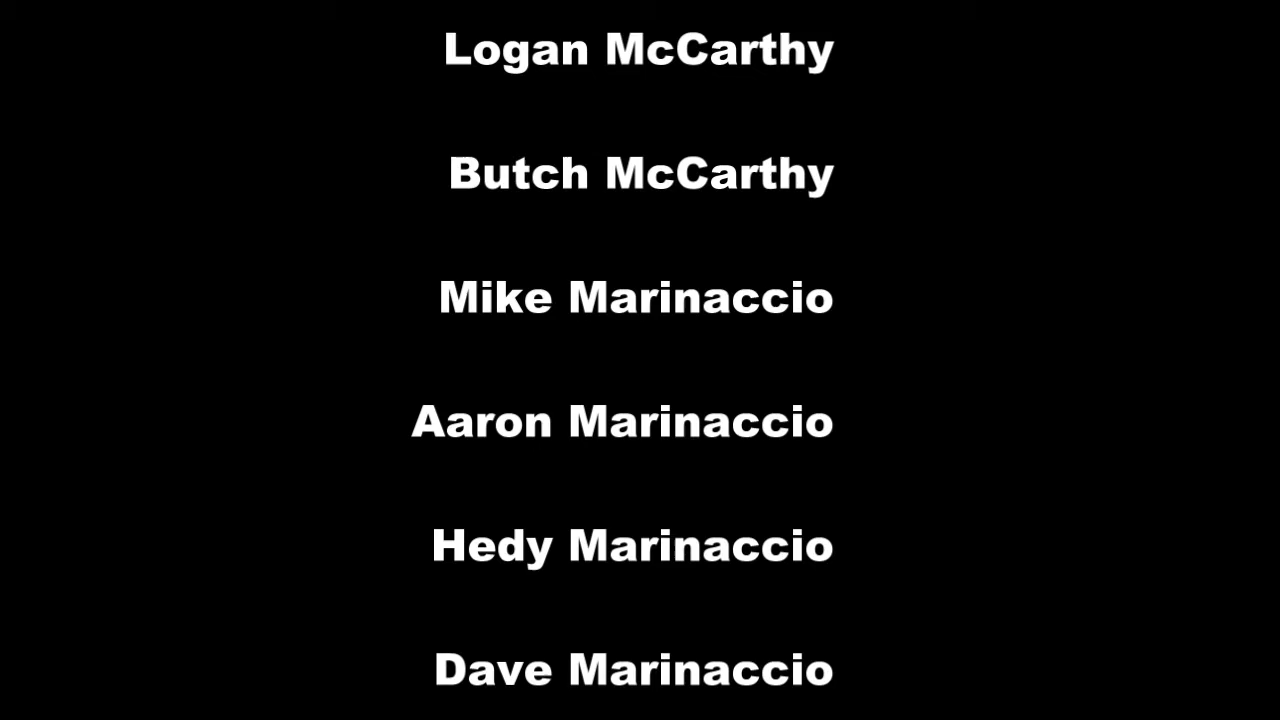 Logan McCarthy
Butch McCarthy
Mike Marinaccio
Aaron Marinaccio
Hedy Marinaccio
Dave Marinaccio